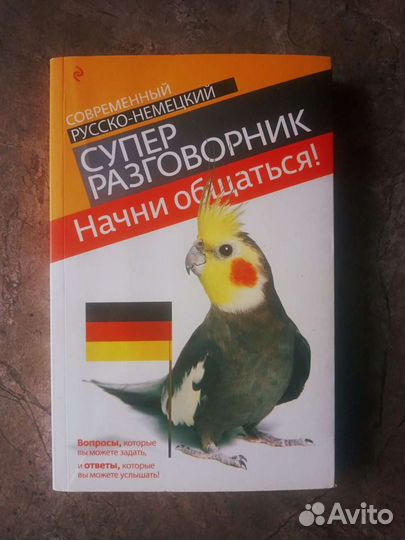 СОВРЕМЕННЫЙ
РУССКО-НЕМЕЦКИЙ
СУПЕР
РАЗГОВОРНИК
Начни общаться!
Вопросы, которые
вы можете задать,
и ответы, которые
вы можете услышать!
Avito